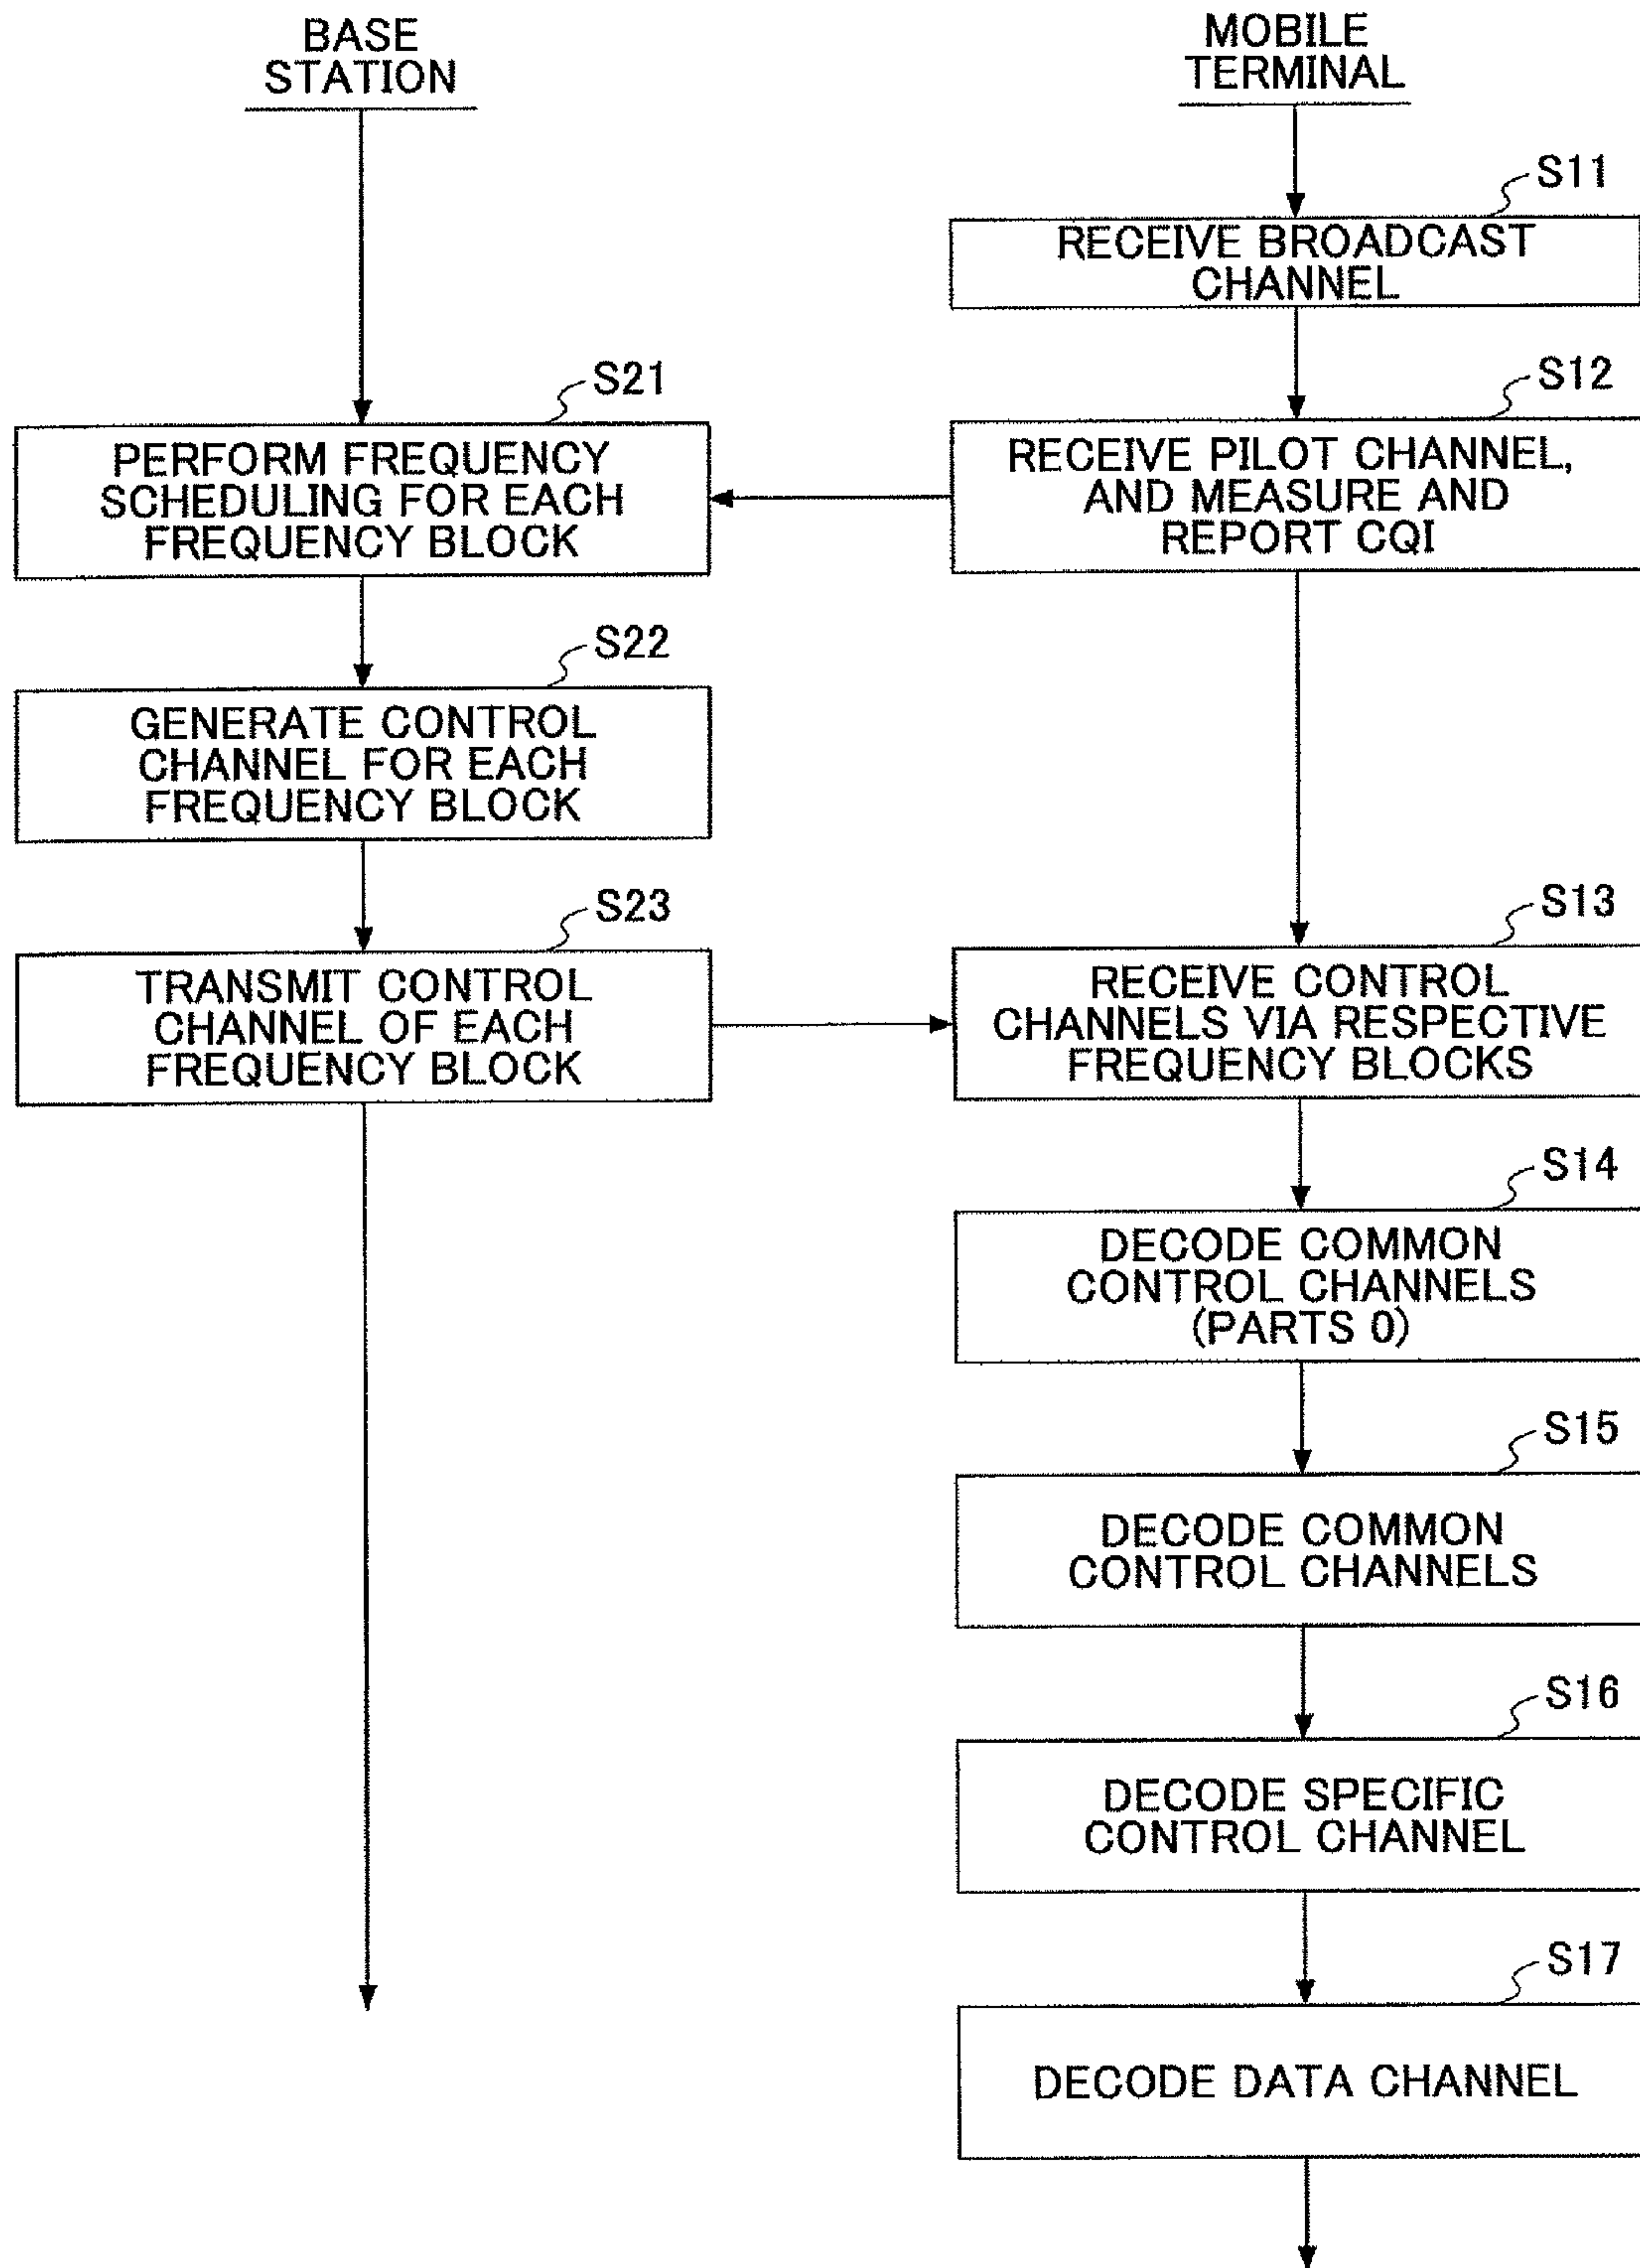 BASE
STATION
MOBILE
TERMINAL
S11
RECEIVE BROADCAST
CHANNEL
S21
PERFORM FREQUENCY
SCHEDULING FOR EACH
FREQUENCY BLOCK
S12
RECEIVE PILOT CHANNEL,
AND MEASURE AND
REPORT CQI
S22
GENERATE CONTROL
CHANNEL FOR EACH
FREQUENCY BLOCK
S23
TRANSMIT CONTROL
CHANNEL OF EACH
FREQUENCY BLOCK
S13
RECEIVE CONTROL
CHANNELS VIA RESPECTIVE
FREQUENCY BLOCKS
S14
DECODE COMMON
CONTROL CHANNELS
(PARTS 0)
S15
DECODE COMMON
CONTROL CHANNELS
S16
DECODE SPECIFIC
CONTROL CHANNEL
S17
DECODE DATA CHANNEL